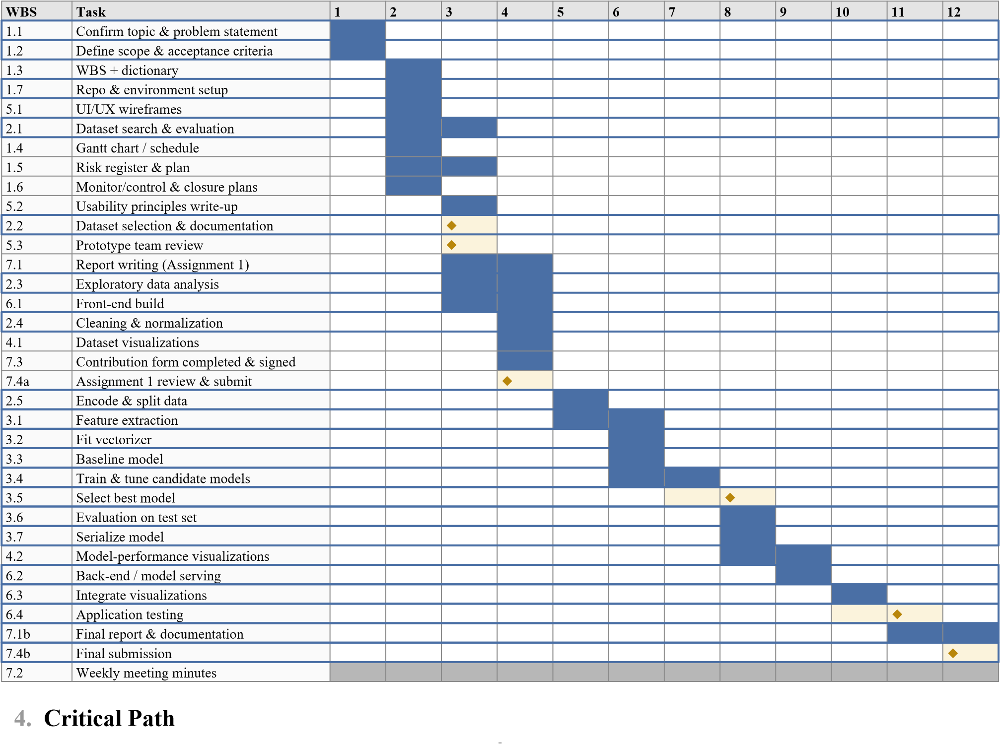 WBS Task 1 2 3 4 5 6 7 8 9 10 11 12
1.1 Confirm topic & problem statement
1.2 Define scope & acceptance criteria
1.3 WBS + dictionary
1.7 Repo & environment setup
5.1 UI/UX wireframes
2.1 Dataset search & evaluation
1.4 Gantt chart / schedule
1.5 Risk register & plan
1.6 Monitor/control & closure plans
5.2 Usability principles write-up
2.2 Dataset selection & documentation
5.3 Prototype team review
7.1 Report writing (Assignment 1)
2.3 Exploratory data analysis
6.1 Front-end build
2.4 Cleaning & normalization
4.1 Dataset visualizations
7.3 Contribution form completed & signed
7.4a Assignment 1 review & submit
2.5 Encode & split data
3.1 Feature extraction
3.2 Fit vectorizer
3.3 Baseline model
3.4 Train & tune candidate models
3.5 Select best model
3.6 Evaluation on test set
3.7 Serialize model
4.2 Model-performance visualizations
6.2 Back-end / model serving
6.3 Integrate visualizations
6.4 Application testing
7.1b Final report & documentation
7.4b Final submission
7.2 Weekly meeting minutes
4. Critical Path